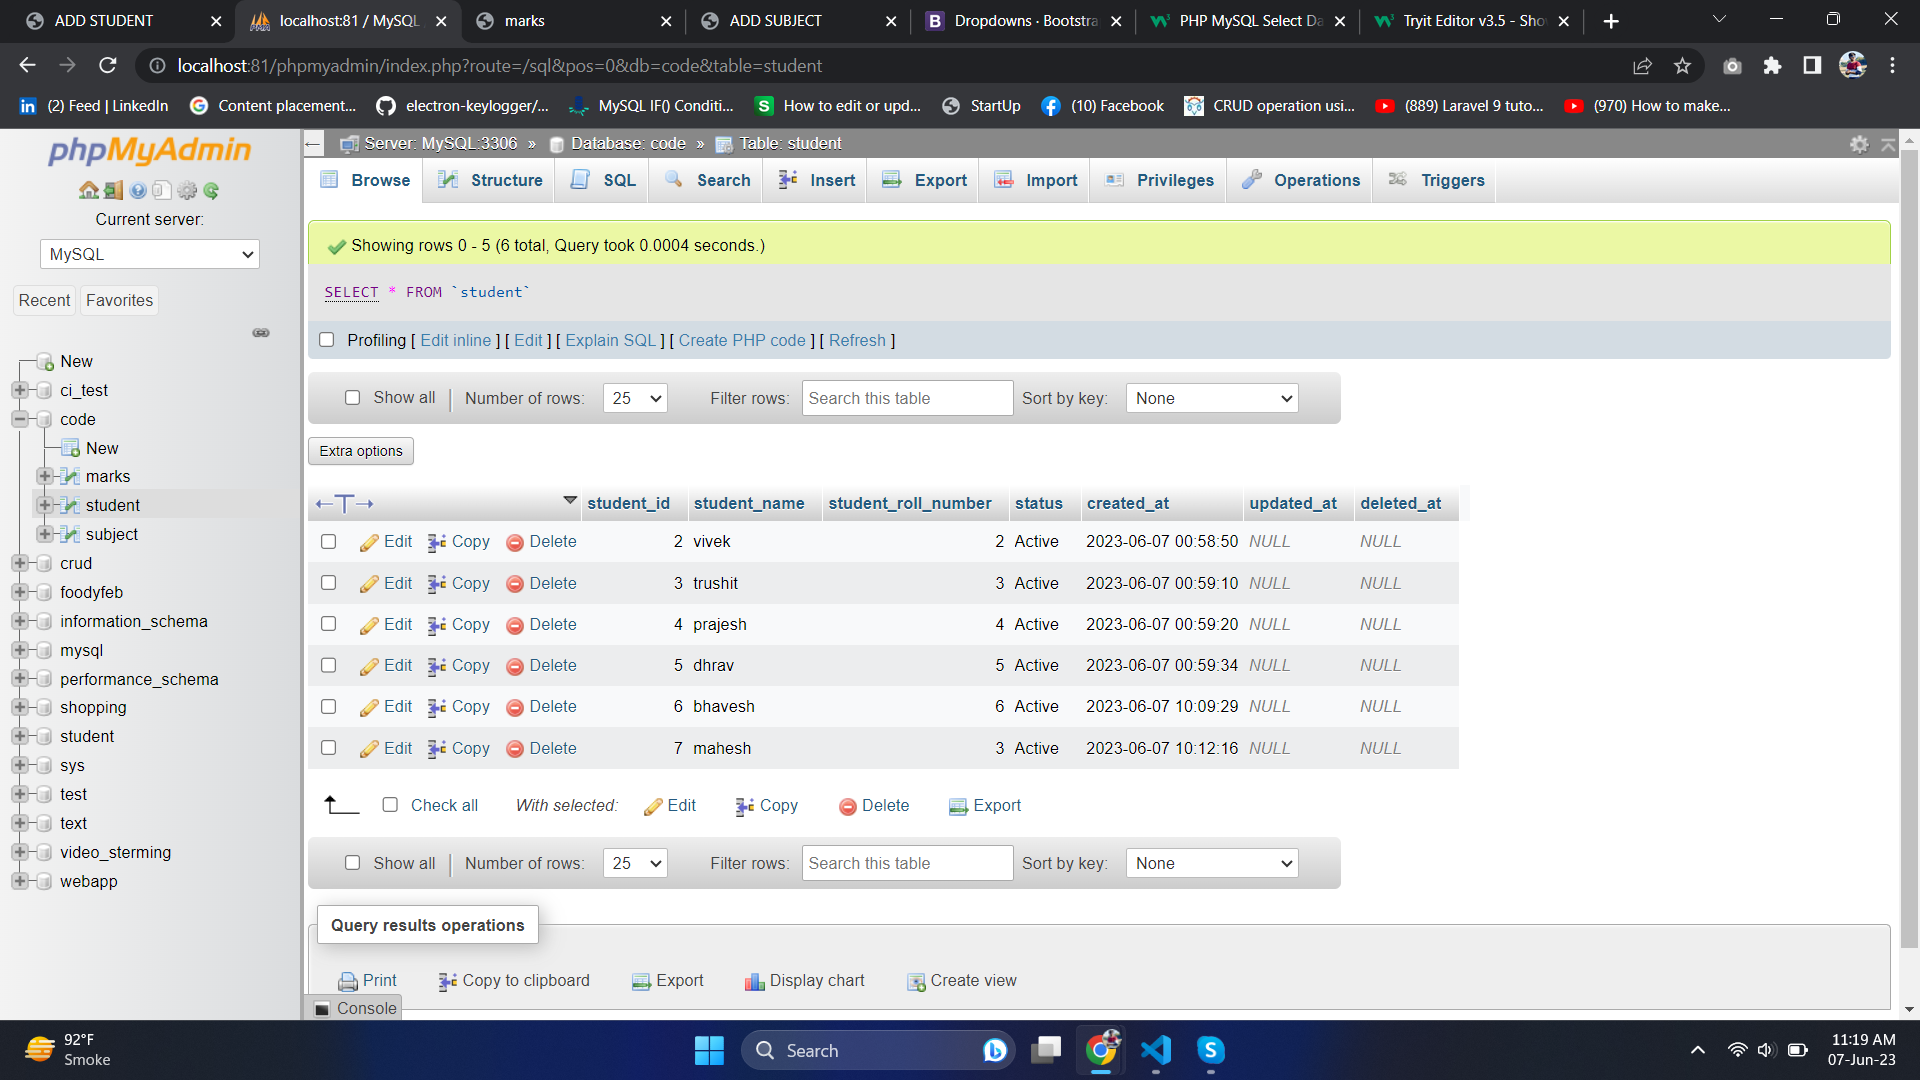 ADD STUDENT
localhost:81 / MySQL
marks
ADD SUBJECT
Dropdowns · Bootstra
PHP MySQL Select Da
Tryit Editor v3.5 - Sho
localhost:81/phpmyadmin/index.php?route=/sql&pos=0&db=code&table=student
(2) Feed | LinkedIn
Content placement...
electron-keylogger/...
MySQL IF() Conditi...
How to edit or upd...
StartUp
(10) Facebook
CRUD operation usi...
(889) Laravel 9 tuto...
(970) How to make...
phpMyAdmin
Current server:
MySQL
Recent
Favorites
New
ci_test
code
New
marks
student
subject
crud
foodyfeb
information_schema
mysql
performance_schema
shopping
student
sys
test
text
video_sterming
webapp
Server: MySQL:3306 » Database: code » Table: student
Browse
Structure
SQL
Search
Insert
Export
Import
Privileges
Operations
Triggers
Showing rows 0 - 5 (6 total, Query took 0.0004 seconds.)
SELECT * FROM `student`
Profiling [ Edit inline ] [ Edit ] [ Explain SQL ] [ Create PHP code ] [ Refresh ]
Show all | Number of rows: 25 Filter rows: Search this table Sort by key: None
Extra options
student_id student_name student_roll_number status created_at updated_at deleted_at
Edit Copy Delete 2 vivek 2 Active 2023-06-07 00:58:50 NULL NULL
Edit Copy Delete 3 trushit 3 Active 2023-06-07 00:59:10 NULL NULL
Edit Copy Delete 4 prajesh 4 Active 2023-06-07 00:59:20 NULL NULL
Edit Copy Delete 5 dhrav 5 Active 2023-06-07 00:59:34 NULL NULL
Edit Copy Delete 6 bhavesh 6 Active 2023-06-07 10:09:29 NULL NULL
Edit Copy Delete 7 mahesh 3 Active 2023-06-07 10:12:16 NULL NULL
Check all With selected: Edit Copy Delete Export
Show all | Number of rows: 25 Filter rows: Search this table Sort by key: None
Query results operations
Print Copy to clipboard Export Display chart Create view
Console
92°F
Smoke
Search
11:19 AM
07-Jun-23